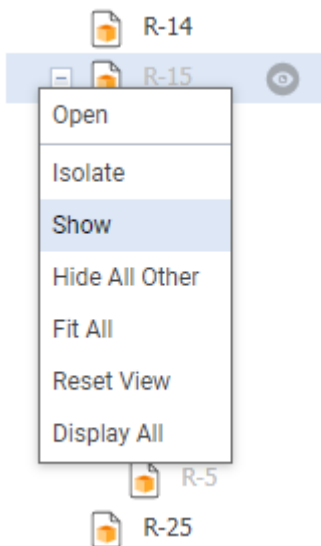 R-14
R-15
Open
Isolate
Show
Hide All Other
Fit All
Reset View
Display All
R-5
R-25